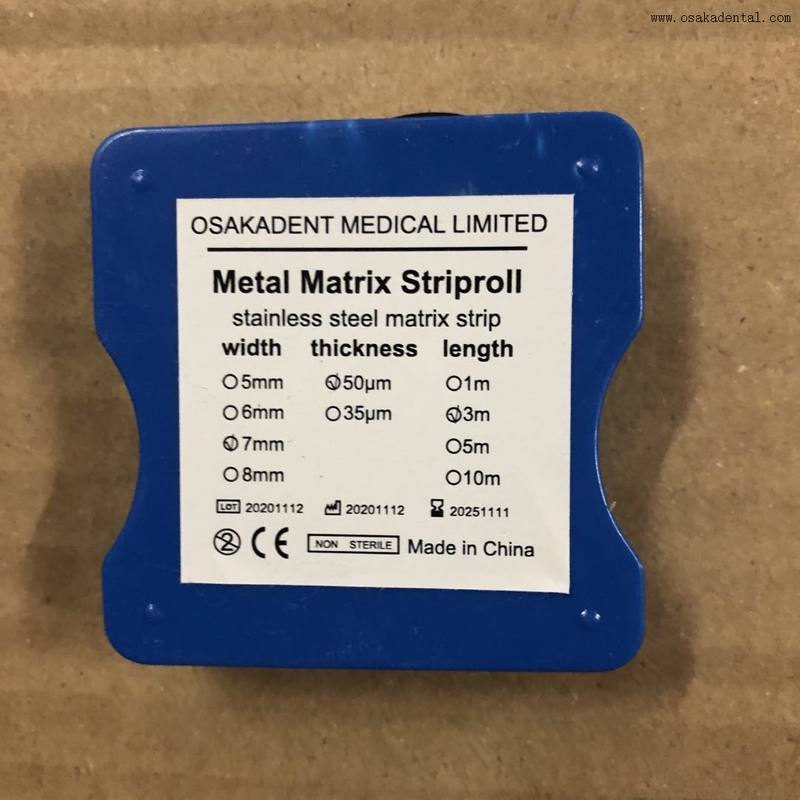 www.osakadental.com
OSAKADENT MEDICAL LIMITED
Metal Matrix Striproll
stainless steel matrix strip
width thickness length
5mm 50µm 1m
6mm 35µm 3m
7mm 5m
8mm 10m
LOT 20201112 20201112 20251111
2 CE NON STERILE Made in China